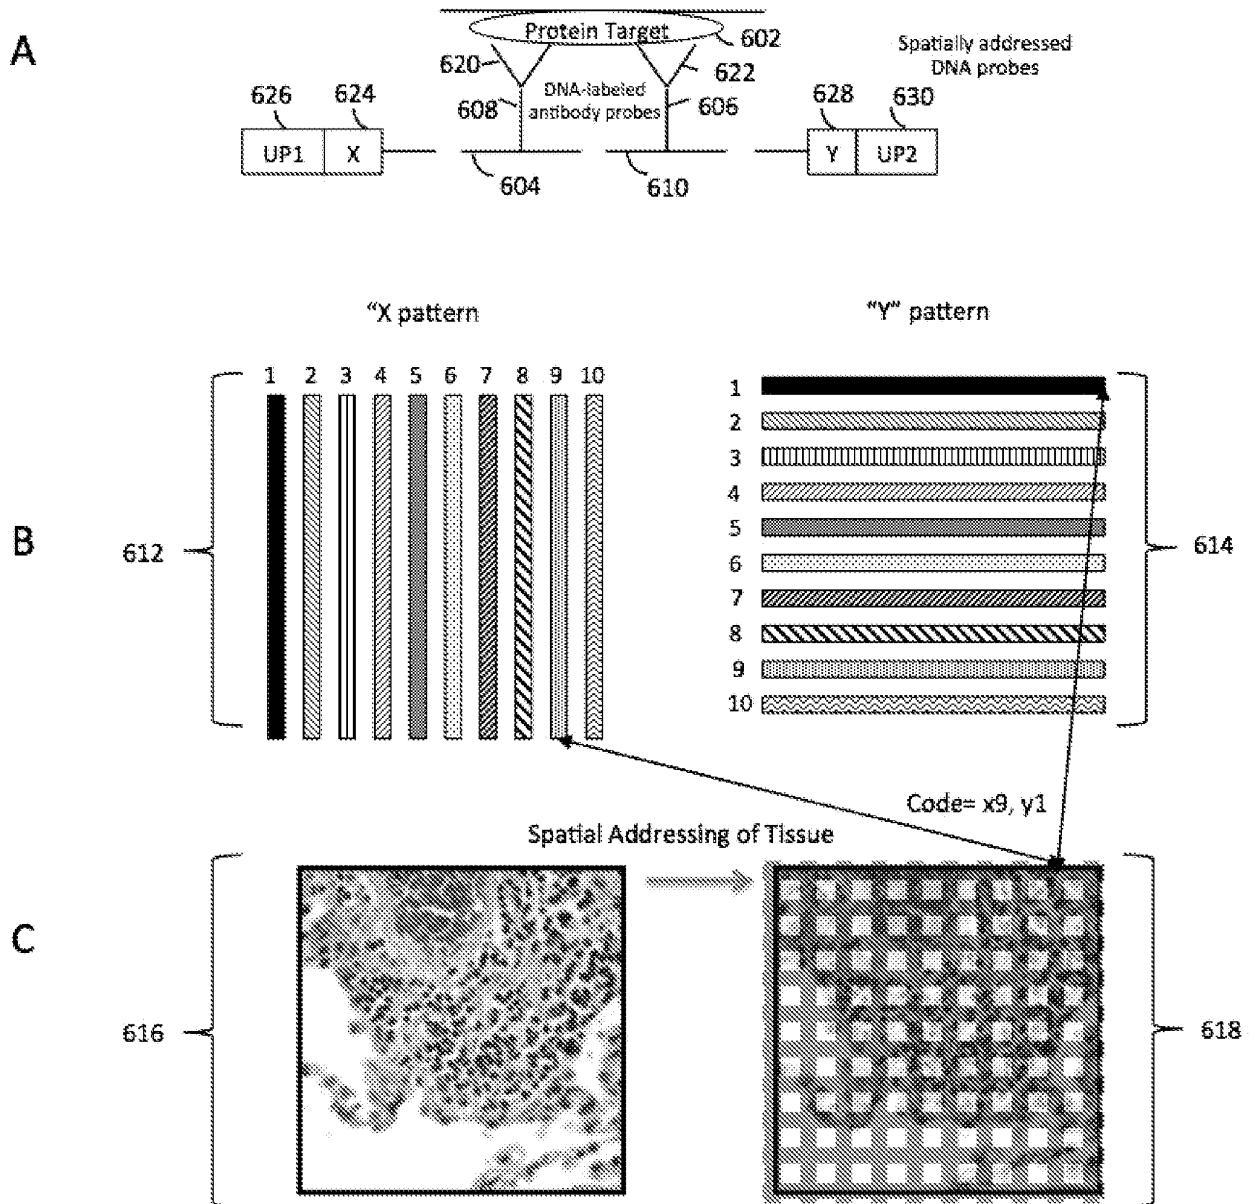 A
Protein Target
602
Spatially addressed
DNA probes
620
622
626
624
608
DNA-labeled
antibody probes
606
628
630
UP1
X
Y
UP2
604
610
"X pattern
"Y" pattern
1 2 3 4 5 6 7 8 9 10
1
2
3
4
5
6
7
8
9
10
B
612
614
Code= x9, y1
Spatial Addressing of Tissue
C
616
618